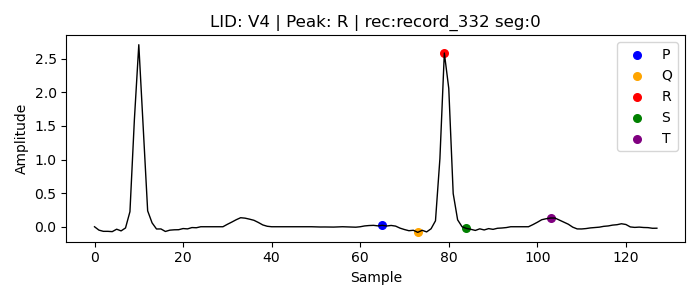 LID: V4 | Peak: R | rec:record_332 seg:0
Amplitude
2.5
2.0
1.5
1.0
0.5
0.0
P
Q
R
S
T
0 20 40 60 80 100 120
Sample